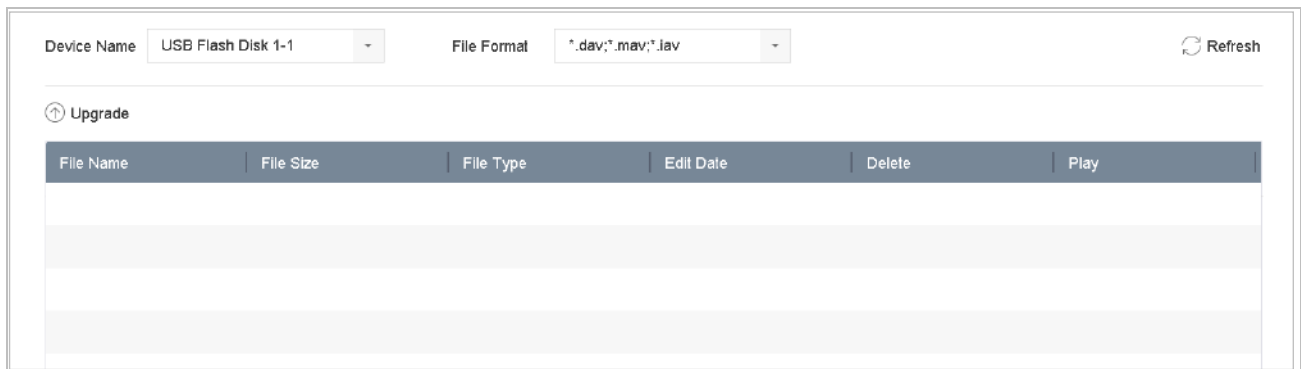 Device Name USB Flash Disk 1-1 File Format *.dav;*.mav;*.iav Refresh
Upgrade
File Name File Size File Type Edit Date Delete Play